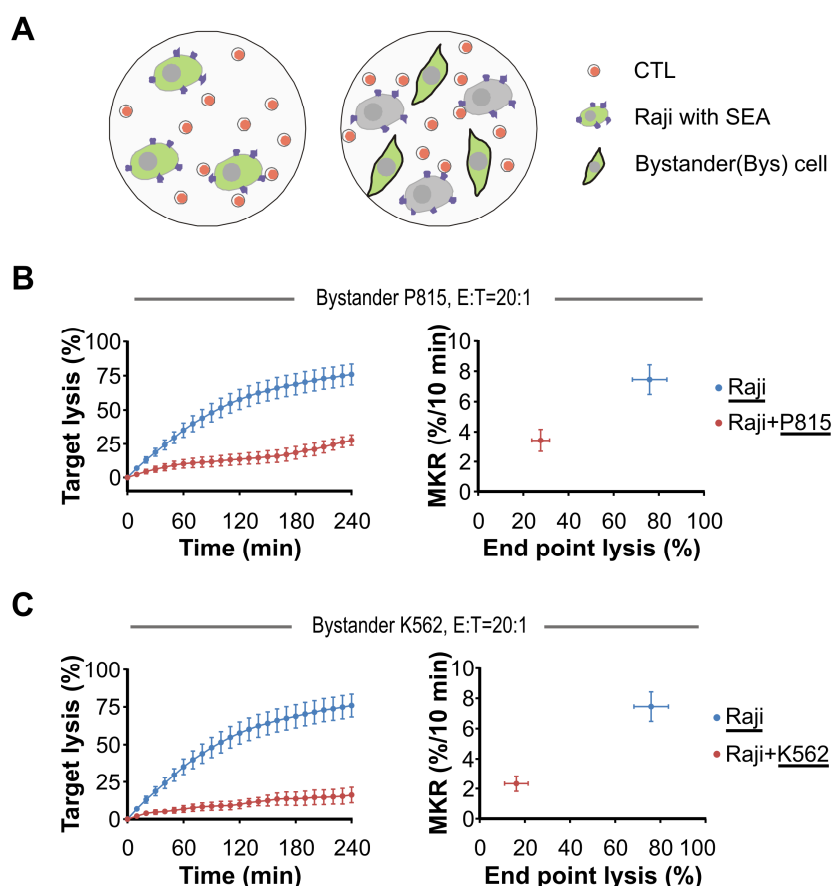 A
CTL
Raji with SEA
Bystander(Bys) cell
B
Bystander P815, E:T=20:1
Target lysis (%)
100
75
50
25
0
0 60 120 180 240
Time (min)
MKR (%/10 min)
10
8
6
4
2
0
0 20 40 60 80 100
End point lysis (%)
Raji
Raji+P815
C
Bystander K562, E:T=20:1
Target lysis (%)
100
75
50
25
0
0 60 120 180 240
Time (min)
MKR (%/10 min)
10
8
6
4
2
0
0 20 40 60 80 100
End point lysis (%)
Raji
Raji+K562